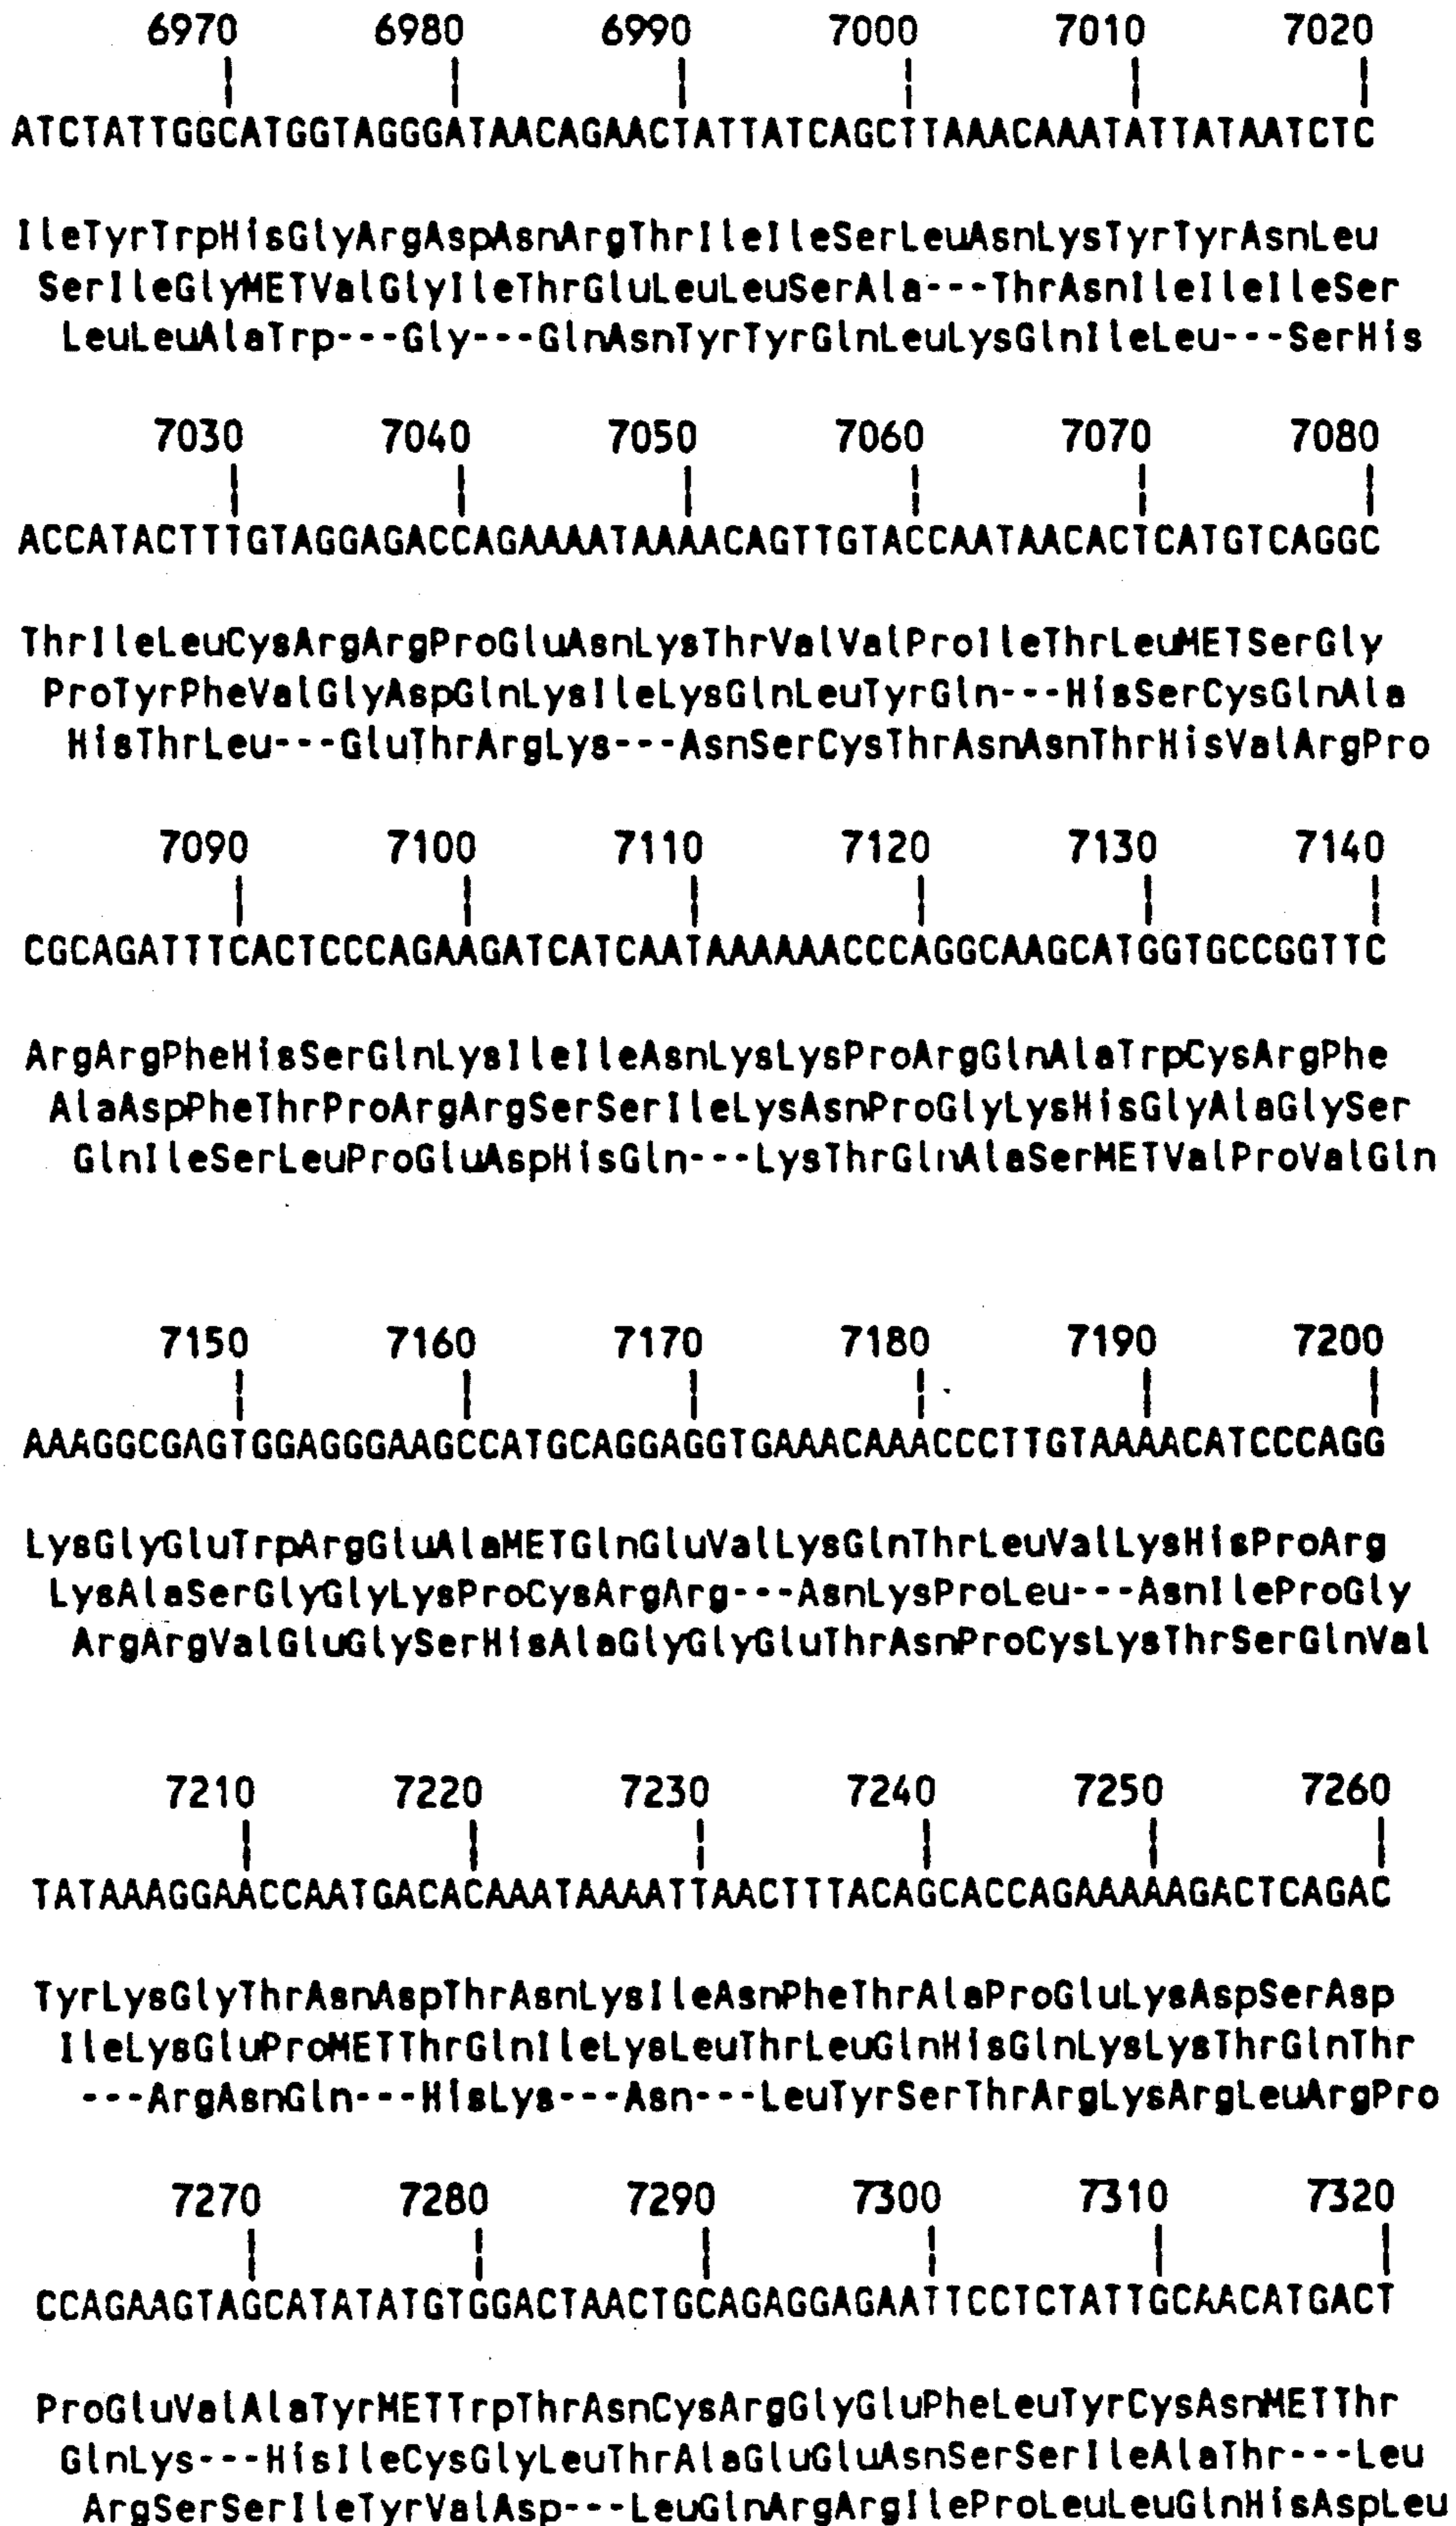 6970 6980 6990 7000 7010 7020
ATCTATTGGCATGGTAGGGATAACAGAACTATTATCAGCTTAAACAAATATTATAATCTC
IleTyrTrpHisGlyArgAspAsnArgThrIleIleSerLeuAsnLysTyrTyrAsnLeu
SerIleGlyMETValGlyIleThrGluLeuLeuSerAla---ThrAsnIleIleIleSer
LeuLeuAlaTrp---Gly---GlnAsnTyrTyrGlnLeuLysGlnIleLeu---SerHis
7030 7040 7050 7060 7070 7080
ACCATACTTTGTAGGAGACCAGAAAATAAAACAGTTGTACCAATAACACTCATGTCAGGC
ThrIleLeuCysArgArgProGluAsnLysThrValValProIleThrLeuMETSerGly
ProTyrPheValGlyAspGlnLysIleLysGlnLeuTyrGln---HisSerCysGlnAla
HisThrLeu---GluThrArgLys---AsnSerCysThrAsnAsnThrHisValArgPro
7090 7100 7110 7120 7130 7140
CGCAGATTTCACTCCCAGAAGATCATCAATAAAAAACCCAGGCAAGCATGGTGCCGGTTC
ArgArgPheHisSerGlnLysIleIleAsnLysLysProArgGlnAlaTrpCysArgPhe
AlaAspPheThrProArgArgSerSerIleLysAsnProGlyLysHisGlyAlaGlySer
GlnIleSerLeuProGluAspHisGln---LysThrGlnAlaSerMETValProValGln
7150 7160 7170 7180 7190 7200
AAAGGCGAGTGGAGGGAAGCCATGCAGGAGGTGAAACAAACCCTTGTAAAACATCCCAGG
LysGlyGluTrpArgGluAlaMETGlnGluValLysGlnThrLeuValLysHisProArg
LysAlaSerGlyGlyLysProCysArgArg---AsnLysProLeu---AsnIleProGly
ArgArgValGluGlySerHisAlaGlyGlyGluThrAsnProCysLysThrSerGlnVal
7210 7220 7230 7240 7250 7260
TATAAAGGAACCAATGACACAAATAAAATTAACTTTACAGCACCAGAAAAAGACTCAGAC
TyrLysGlyThrAsnAspThrAsnLysIleAsnPheThrAlaProGluLysAspSerAsp
IleLysGluProMETThrGlnIleLysLeuThrLeuGlnHisGlnLysLysThrGlnThr
---ArgAsnGln---HisLys---Asn---LeuTyrSerThrArgLysArgLeuArgPro
7270 7280 7290 7300 7310 7320
CCAGAAGTAGCATATATGTGGACTAACTGCAGAGGAGAATTCCTCTATTGCAACATGACT
ProGluValAlaTyrMETTrpThrAsnCysArgGlyGluPheLeuTyrCysAsnMETThr
GlnLys---HisIleCysGlyLeuThrAlaGluGluAsnSerSerIleAlaThr---Leu
ArgSerSerIleTyrValAsp---LeuGlnArgArgIleProLeuLeuGlnHisAspLeu